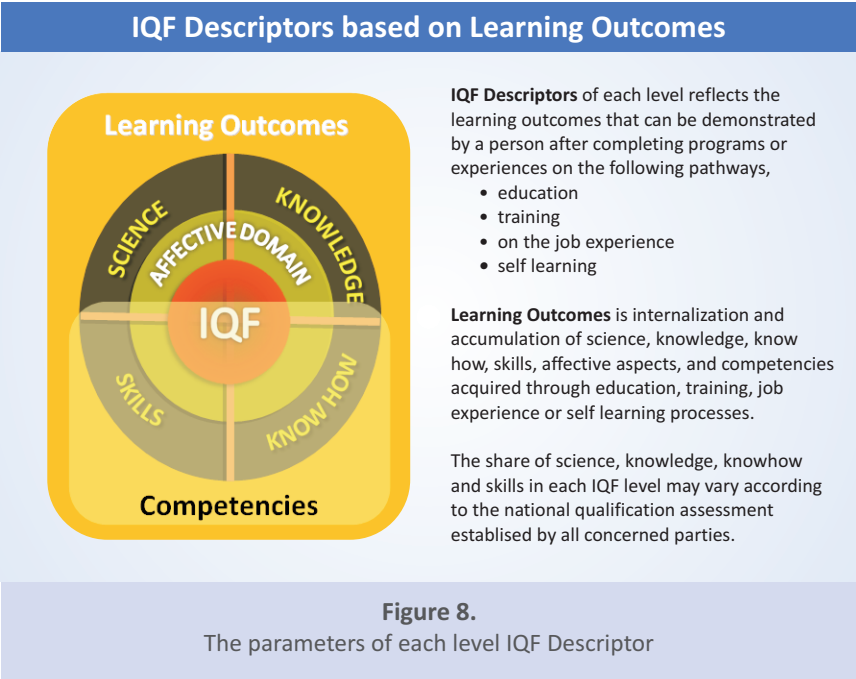 IQF Descriptors based on Learning Outcomes
Learning Outcomes
SCIENCE
KNOWLEDGE
AFFECTIVE DOMAIN
IQF
SKILLS
KNOW HOW
Competencies
IQF Descriptors of each level reflects the
learning outcomes that can be demonstrated
by a person after completing programs or
experiences on the following pathways,
• education
• training
• on the job experience
• self learning
Learning Outcomes is internalization and
accumulation of science, knowledge, know
how, skills, affective aspects, and competencies
acquired through education, training, job
experience or self learning processes.
The share of science, knowledge, knowhow
and skills in each IQF level may vary according
to the national qualification assessment
establised by all concerned parties.
Figure 8.
The parameters of each level IQF Descriptor